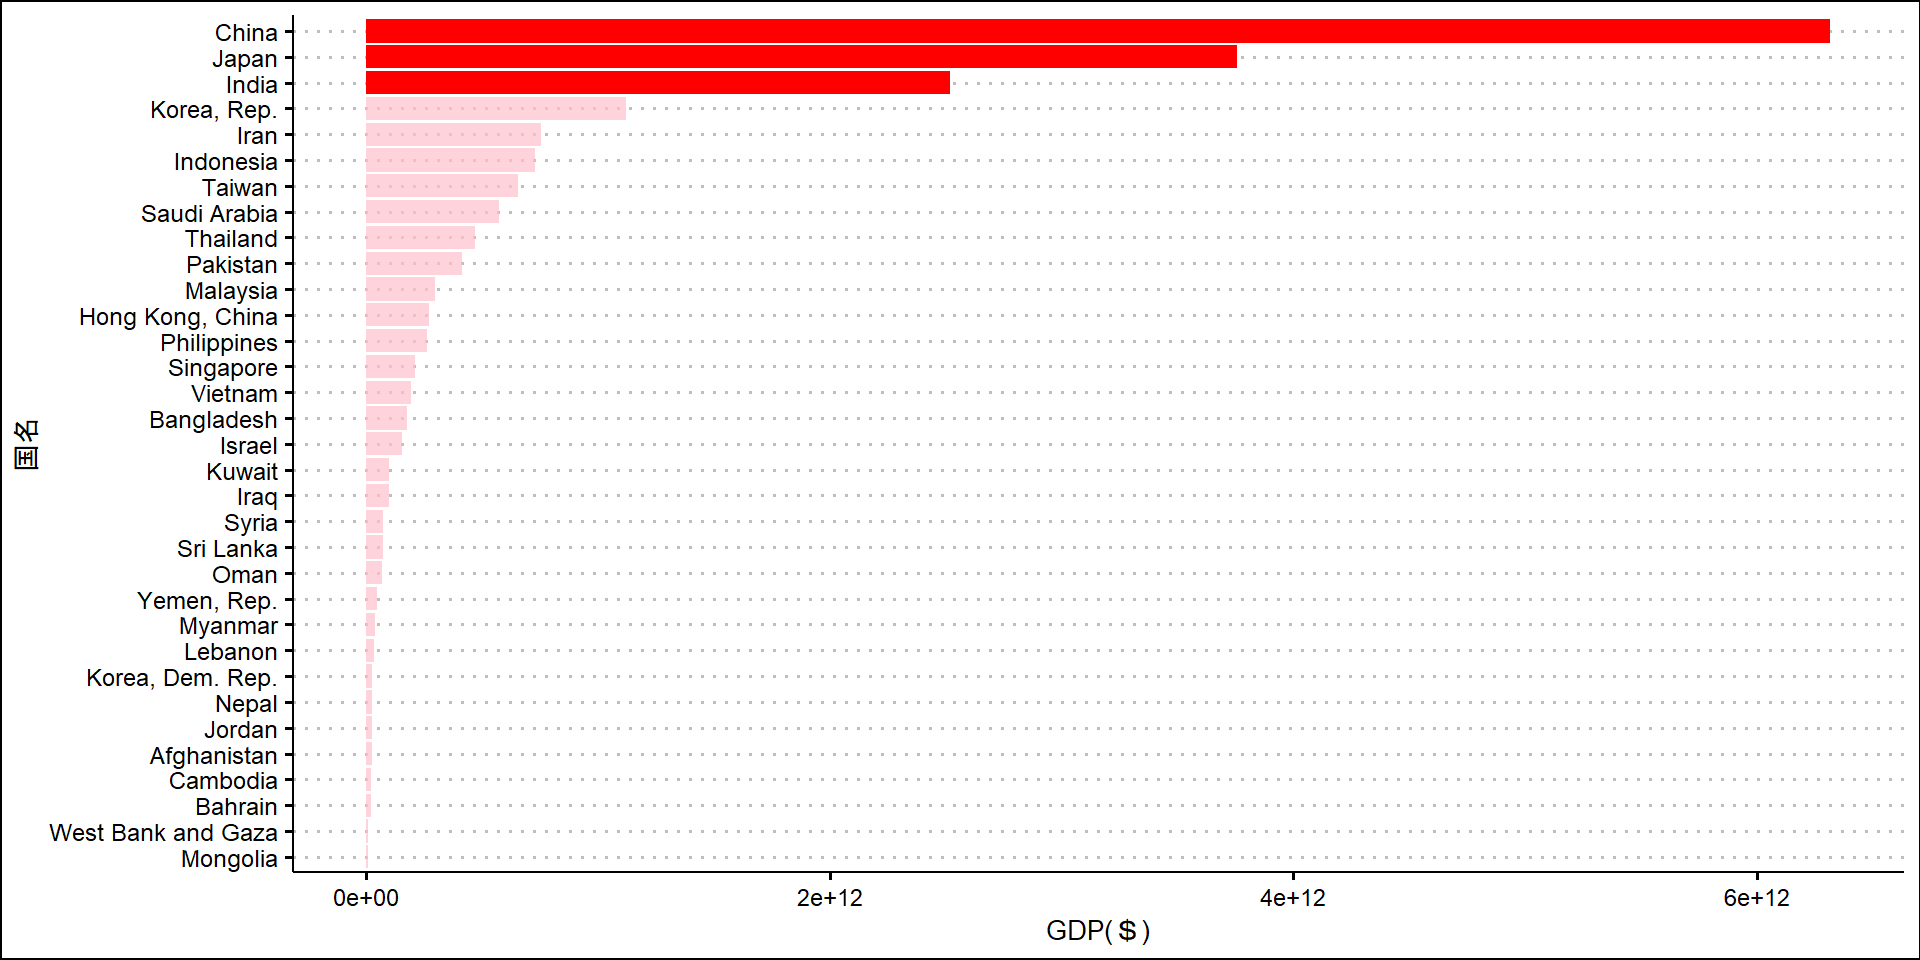 China
Japan
India
Korea, Rep.
Iran
Indonesia
Taiwan
Saudi Arabia
Thailand
Pakistan
Malaysia
Hong Kong, China
Philippines
Singapore
Vietnam
Bangladesh
Israel
Kuwait
Iraq
Syria
Sri Lanka
Oman
Yemen, Rep.
Myanmar
Lebanon
Korea, Dem. Rep.
Nepal
Jordan
Afghanistan
Cambodia
Bahrain
West Bank and Gaza
Mongolia
国名
0e+00 2e+12 4e+12 6e+12
GDP(＄)